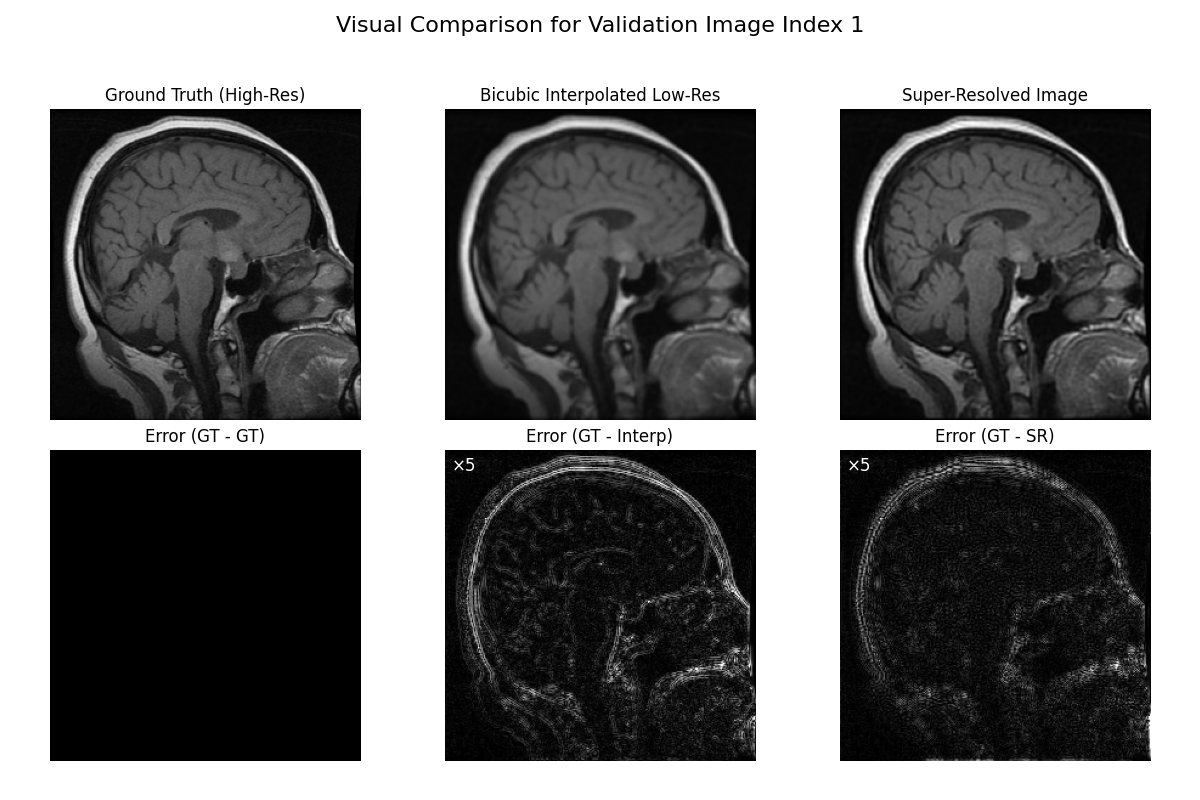 Visual Comparison for Validation Image Index 1
Ground Truth (High-Res)
Bicubic Interpolated Low-Res
Super-Resolved Image
Error (GT - GT)
Error (GT - Interp)
Error (GT - SR)
×5
×5